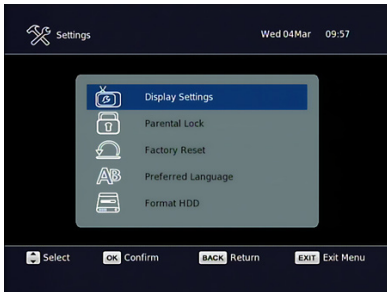 Settings Wed 04Mar 09:57
Display Settings
Parental Lock
Factory Reset
AB Preferred Language
Format HDD
Select OK Confirm BACK Return EXIT Exit Menu